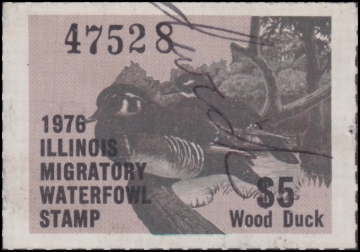 47528
1976
ILLINOIS
MIGRATORY
WATERFOWL
STAMP
$5
Wood Duck